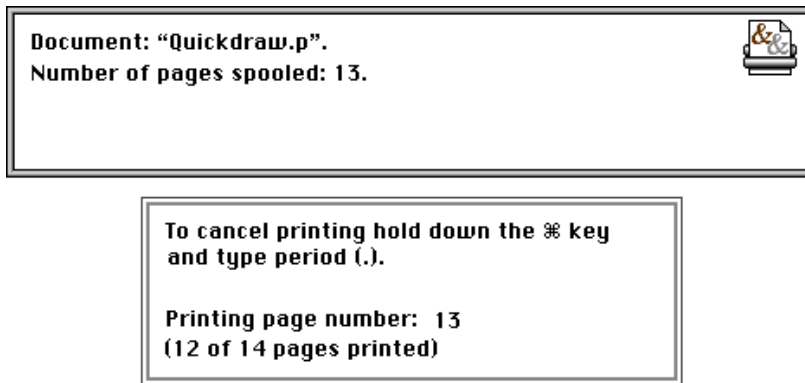 Document: “Quickdraw.p”.
Number of pages spooled: 13.
&&
To cancel printing hold down the ⌘ key
and type period (.).
Printing page number: 13
(12 of 14 pages printed)